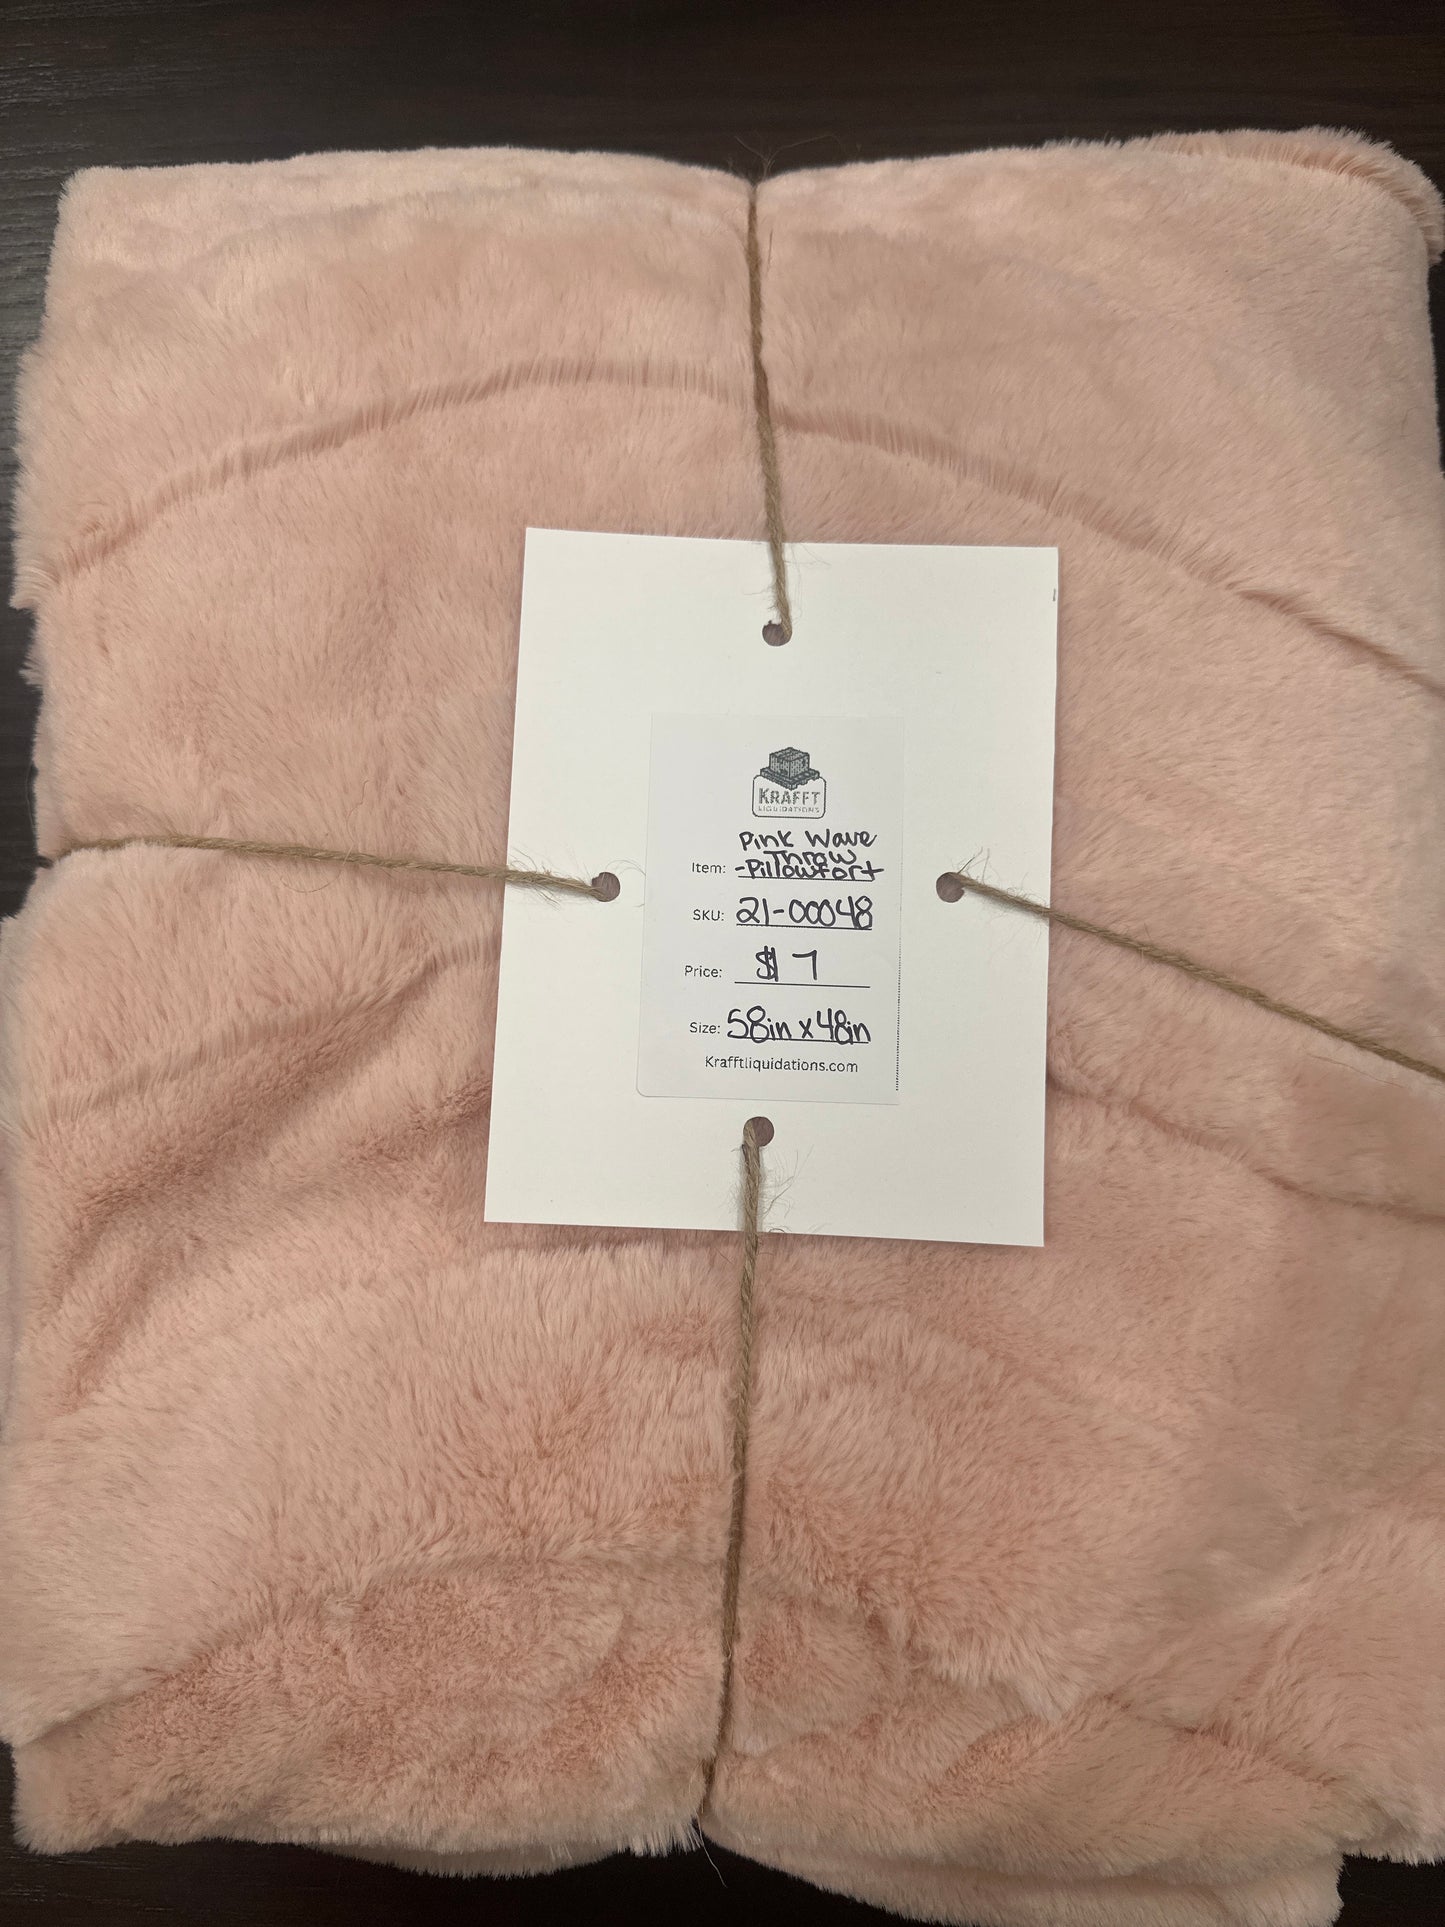 KRAFFT
LIQUIDATIONS
Pink Wave
Throw
Item: -Pillowfort
SKU: 21-00048
Price: $17
Size: 58in x 48in
Krafftliquidations.com